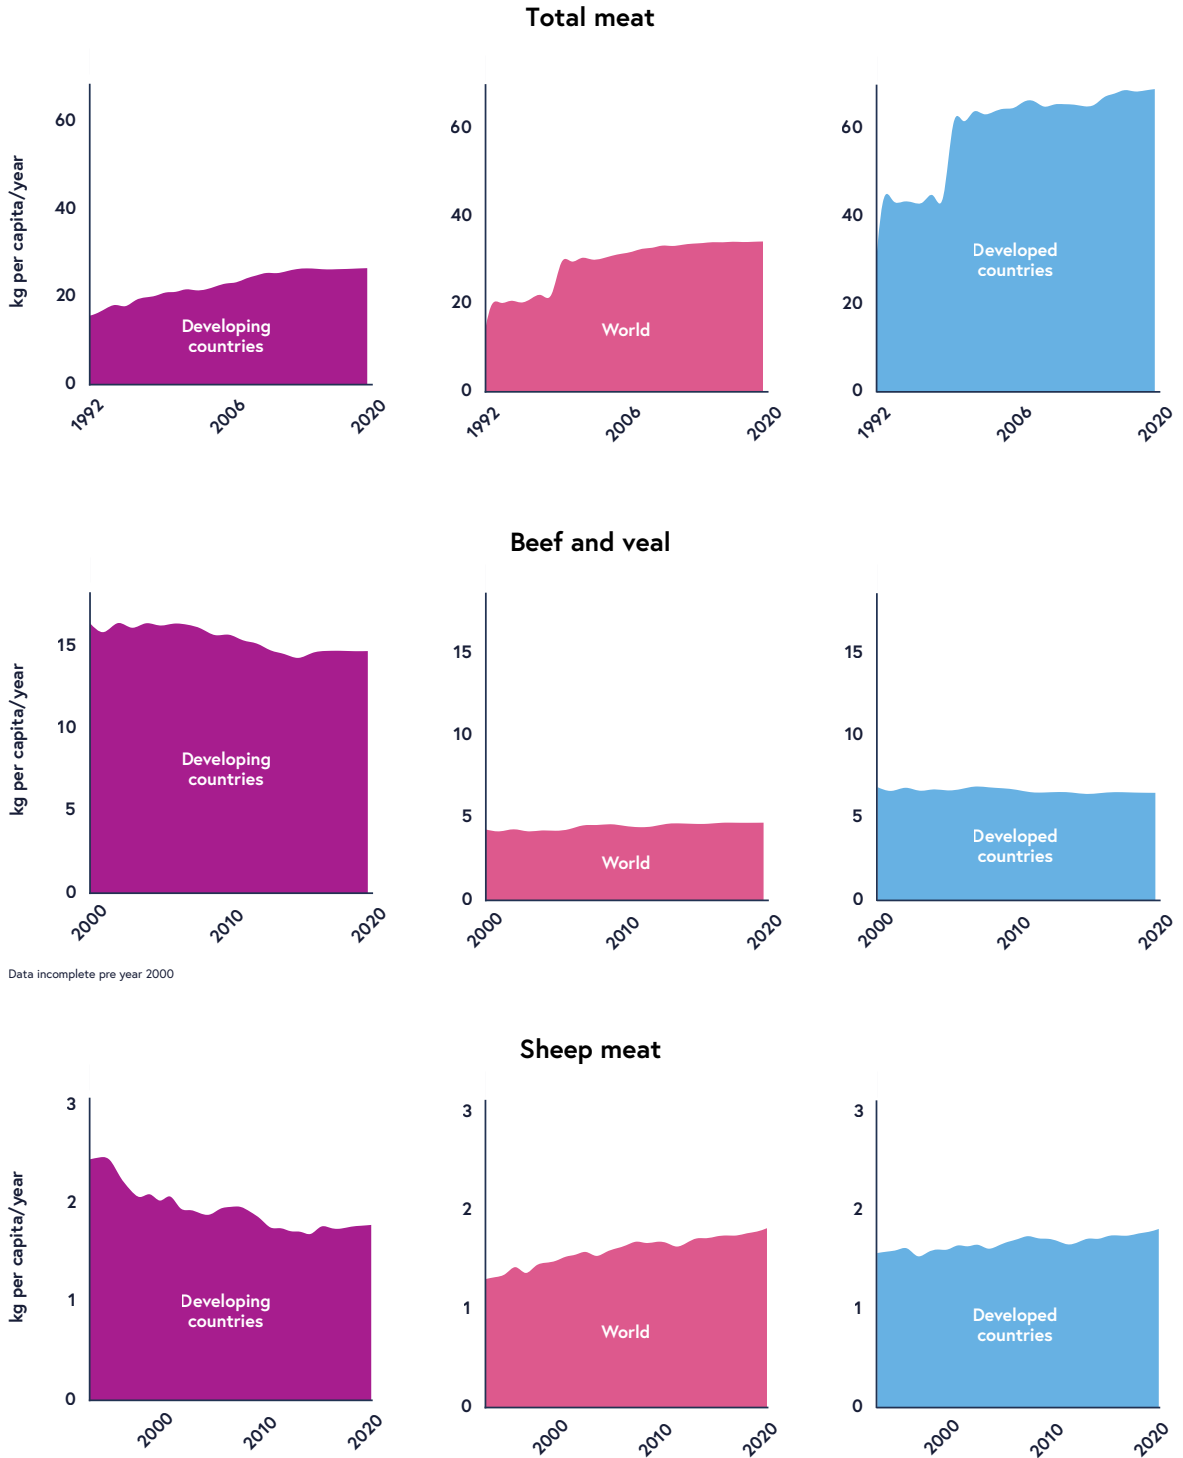 Total meat
kg per capita/year
60
40
20
0
Developing
countries
1992
2006
2020
60
40
20
0
World
1992
2006
2020
60
40
20
0
Developed
countries
1992
2006
2020
Beef and veal
kg per capita/year
15
10
5
0
Developing
countries
2000
2010
2020
15
10
5
0
World
2000
2010
2020
15
10
5
0
Developed
countries
2000
2010
2020
Data incomplete pre year 2000
Sheep meat
kg per capita/year
3
2
1
0
Developing
countries
2000
2010
2020
3
2
1
0
World
2000
2010
2020
3
2
1
0
Developed
countries
2000
2010
2020